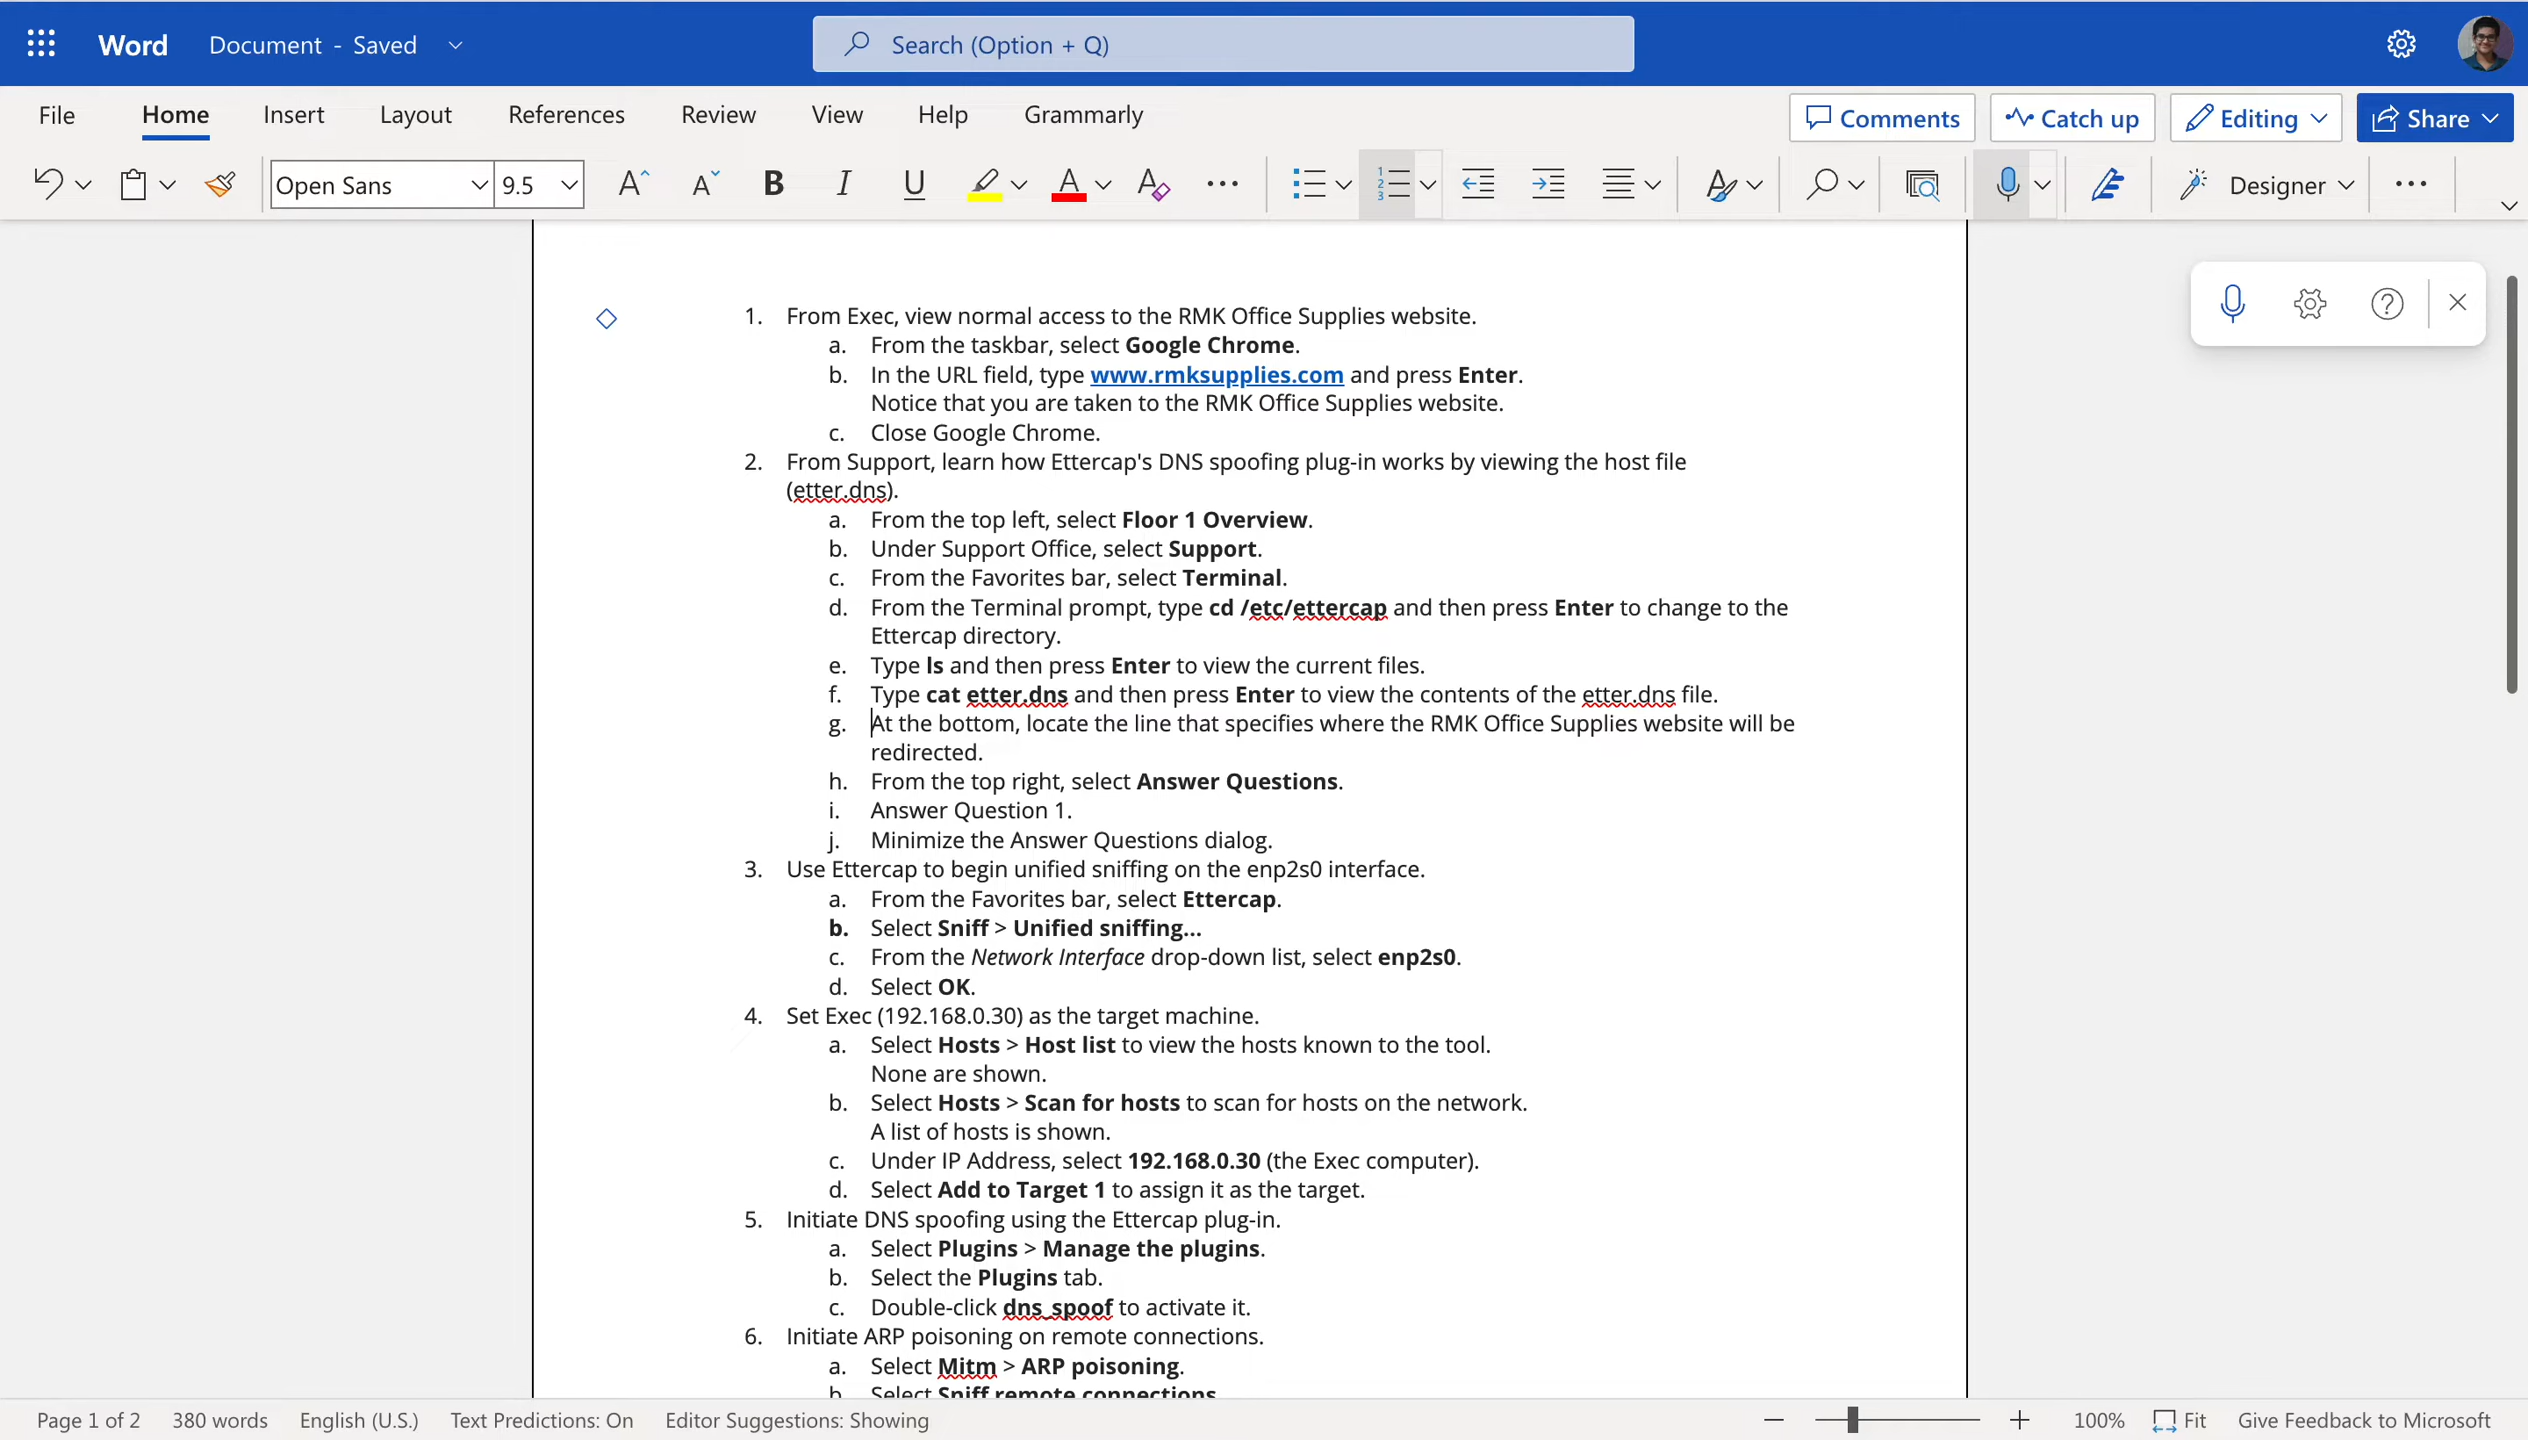 Word Document - Saved Search (Option + Q)
File Home Insert Layout References Review View Help Grammarly Comments Catch up Editing Share
Open Sans 9.5 A A B I U A A Designer
1. From Exec, view normal access to the RMK Office Supplies website.
a. From the taskbar, select Google Chrome.
b. In the URL field, type www.rmksupplies.com and press Enter.
Notice that you are taken to the RMK Office Supplies website.
c. Close Google Chrome.
2. From Support, learn how Ettercap's DNS spoofing plug-in works by viewing the host file
(etter.dns).
a. From the top left, select Floor 1 Overview.
b. Under Support Office, select Support.
c. From the Favorites bar, select Terminal.
d. From the Terminal prompt, type cd /etc/ettercap and then press Enter to change to the
Ettercap directory.
e. Type ls and then press Enter to view the current files.
f. Type cat etter.dns and then press Enter to view the contents of the etter.dns file.
g. At the bottom, locate the line that specifies where the RMK Office Supplies website will be
redirected.
h. From the top right, select Answer Questions.
i. Answer Question 1.
j. Minimize the Answer Questions dialog.
3. Use Ettercap to begin unified sniffing on the enp2s0 interface.
a. From the Favorites bar, select Ettercap.
b. Select Sniff > Unified sniffing...
c. From the Network Interface drop-down list, select enp2s0.
d. Select OK.
4. Set Exec (192.168.0.30) as the target machine.
a. Select Hosts > Host list to view the hosts known to the tool.
None are shown.
b. Select Hosts > Scan for hosts to scan for hosts on the network.
A list of hosts is shown.
c. Under IP Address, select 192.168.0.30 (the Exec computer).
d. Select Add to Target 1 to assign it as the target.
5. Initiate DNS spoofing using the Ettercap plug-in.
a. Select Plugins > Manage the plugins.
b. Select the Plugins tab.
c. Double-click dns_spoof to activate it.
6. Initiate ARP poisoning on remote connections.
a. Select Mitm > ARP poisoning.
b. Select Sniff remote connections
Page 1 of 2 380 words English (U.S.) Text Predictions: On Editor Suggestions: Showing 100% Fit Give Feedback to Microsoft